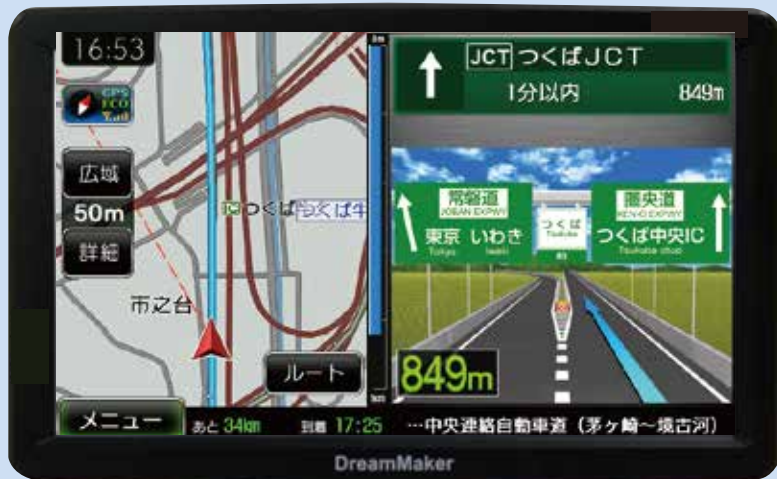 16:53
GPS
ECO
広域
50m
詳細
つくば
市之台
ルート
メニュー
あと 34km 到着 17:25
JCT つくばJCT
1分以内 849m
常磐道
JOBAN EXPWY
東京 いわき
Tokyo Iwaki
つくば
Tsukuba
圏央道
KEN-O EXPWY
つくば中央IC
Tsukuba chuo
849m
…中央連絡自動車道（茅ヶ崎～境古河）
DreamMaker